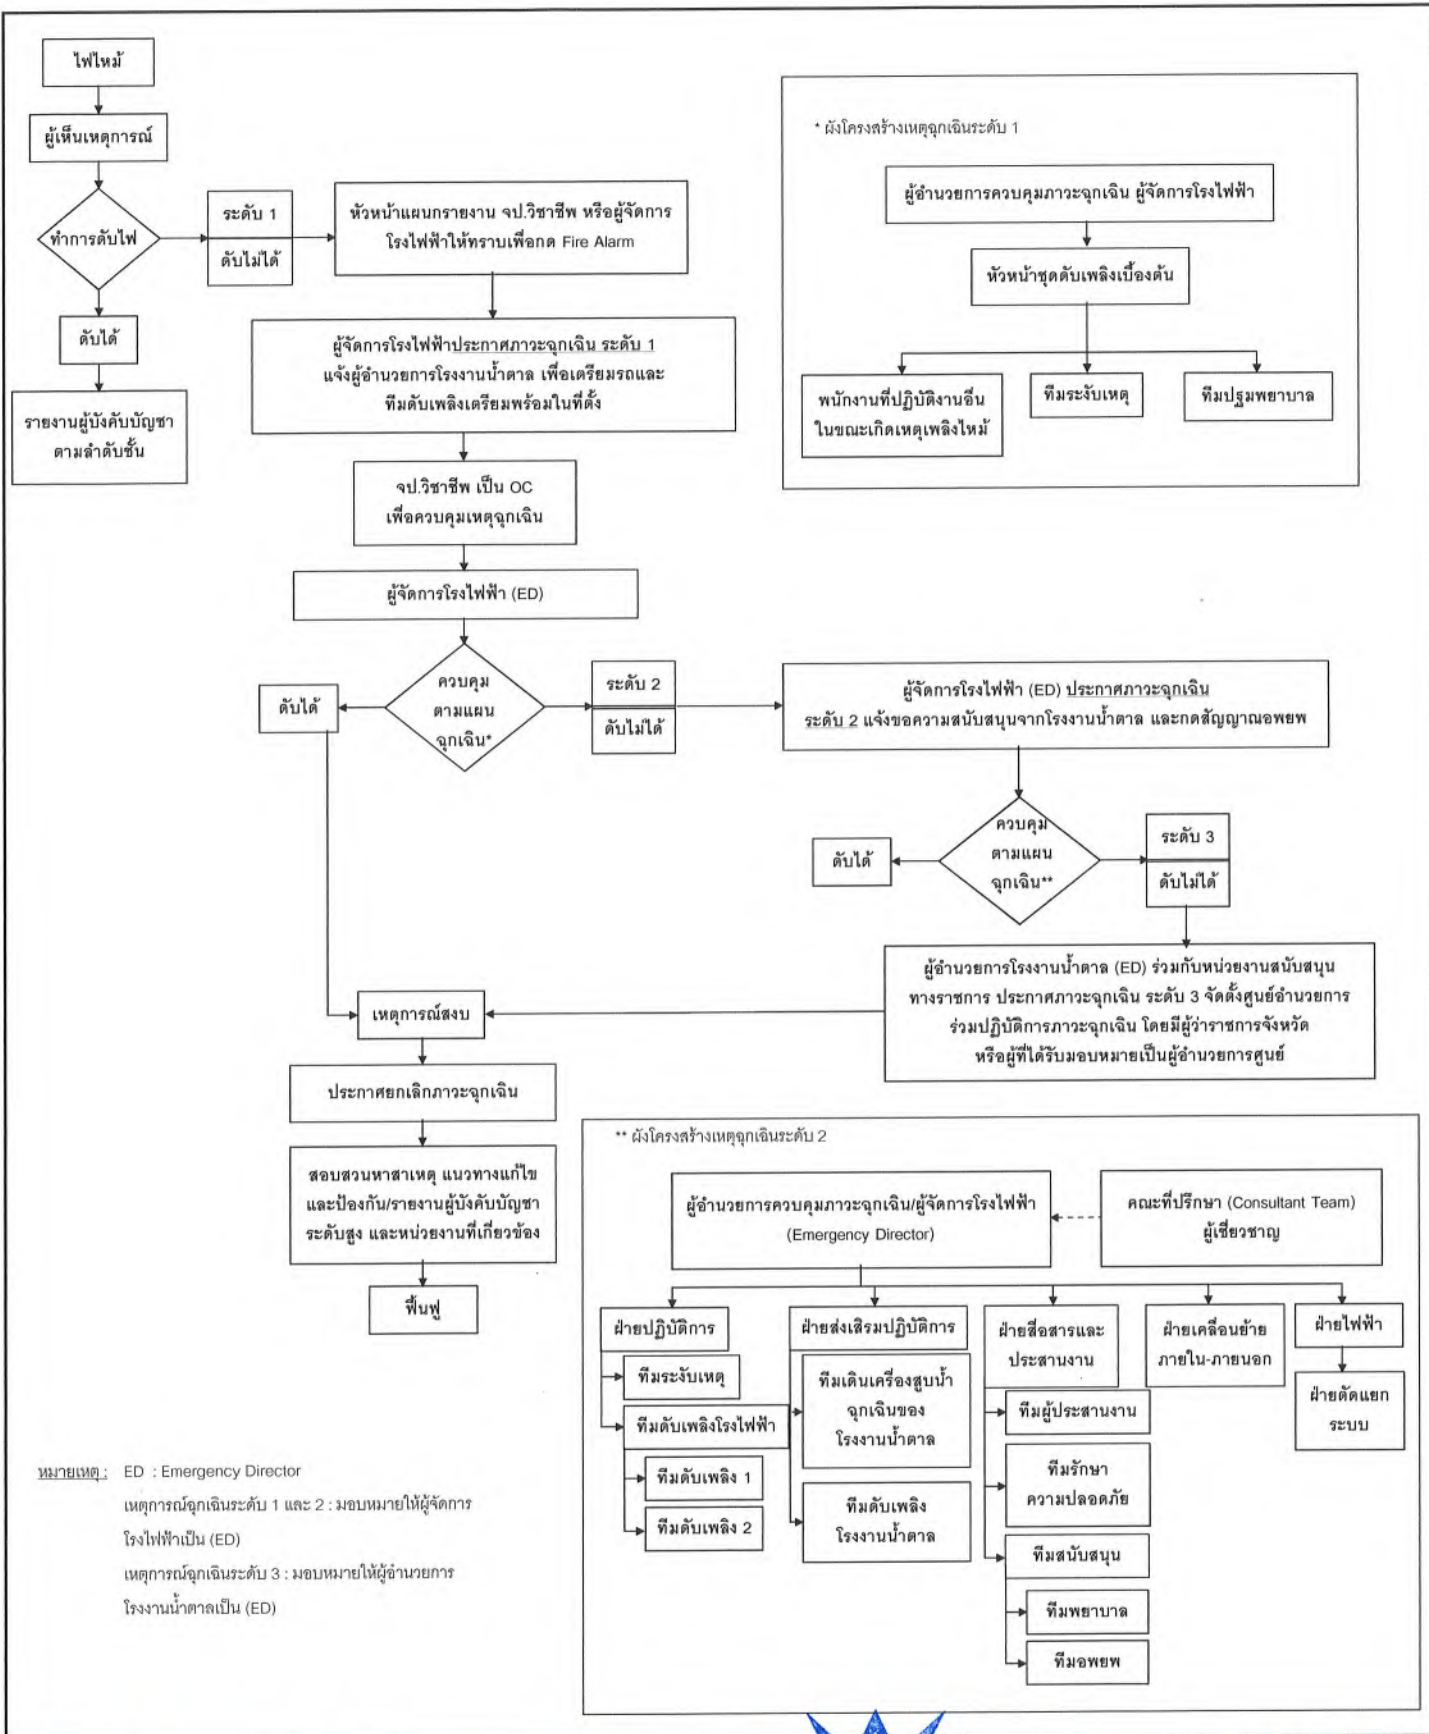 ไฟไหม้
ผู้เห็นเหตุการณ์
ทำการดับไฟ
ระดับ 1
ดับไม่ได้
หัวหน้าแผนกรายงาน จป.วิชาชีพ หรือผู้จัดการ
โรงไฟฟ้าให้ทราบเพื่อกด Fire Alarm
ดับได้
รายงานผู้บังคับบัญชา
ตามลำดับชั้น
ผู้จัดการโรงไฟฟ้าประกาศภาวะฉุกเฉิน ระดับ 1
แจ้งผู้อำนวยการโรงงานน้ำตาล เพื่อเตรียมรถและ
ทีมดับเพลิงเตรียมพร้อมในที่ตั้ง
จป.วิชาชีพ เป็น OC
เพื่อควบคุมเหตุฉุกเฉิน
ผู้จัดการโรงไฟฟ้า (ED)
* ผังโครงสร้างเหตุฉุกเฉินระดับ 1
ผู้อำนวยการควบคุมภาวะฉุกเฉิน ผู้จัดการโรงไฟฟ้า
หัวหน้าชุดดับเพลิงเบื้องต้น
พนักงานที่ปฏิบัติงานอื่น
ในขณะเกิดเหตุเพลิงไหม้
ทีมระงับเหตุ
ทีมปฐมพยาบาล
ดับได้
ควบคุม
ตามแผน
ฉุกเฉิน*
ระดับ 2
ดับไม่ได้
ผู้จัดการโรงไฟฟ้า (ED) ประกาศภาวะฉุกเฉิน
ระดับ 2 แจ้งขอความสนับสนุนจากโรงงานน้ำตาล และกดสัญญาณอพยพ
ดับได้
ควบคุม
ตามแผน
ฉุกเฉิน**
ระดับ 3
ดับไม่ได้
ผู้อำนวยการโรงงานน้ำตาล (ED) ร่วมกับหน่วยงานสนับสนุน
ทางราชการ ประกาศภาวะฉุกเฉิน ระดับ 3 จัดตั้งศูนย์อำนวยการ
ร่วมปฏิบัติการภาวะฉุกเฉิน โดยมีผู้ว่าราชการจังหวัด
หรือผู้ที่ได้รับมอบหมายเป็นผู้อำนวยการศูนย์
เหตุการณ์สงบ
ประกาศยกเลิกภาวะฉุกเฉิน
สอบสวนหาสาเหตุ แนวทางแก้ไข
และป้องกัน/รายงานผู้บังคับบัญชา
ระดับสูง และหน่วยงานที่เกี่ยวข้อง
ฟื้นฟู
** ผังโครงสร้างเหตุฉุกเฉินระดับ 2
ผู้อำนวยการควบคุมภาวะฉุกเฉิน/ผู้จัดการโรงไฟฟ้า
(Emergency Director)
คณะที่ปรึกษา (Consultant Team)
ผู้เชี่ยวชาญ
ฝ่ายปฏิบัติการ
ทีมระงับเหตุ
ทีมดับเพลิงโรงไฟฟ้า
ทีมดับเพลิง 1
ทีมดับเพลิง 2
ฝ่ายส่งเสริมปฏิบัติการ
ทีมเดินเครื่องสูบน้ำ
ฉุกเฉินของ
โรงงานน้ำตาล
ทีมดับเพลิง
โรงงานน้ำตาล
ฝ่ายสื่อสารและ
ประสานงาน
ทีมผู้ประสานงาน
ทีมรักษา
ความปลอดภัย
ทีมสนับสนุน
ทีมพยาบาล
ทีมอพยพ
ฝ่ายเคลื่อนย้าย
ภายใน-ภายนอก
ฝ่ายไฟฟ้า
ฝ่ายตัดแยก
ระบบ
หมายเหตุ : ED : Emergency Director
เหตุการณ์ฉุกเฉินระดับ 1 และ 2 : มอบหมายให้ผู้จัดการ
โรงไฟฟ้าเป็น (ED)
เหตุการณ์ฉุกเฉินระดับ 3 : มอบหมายให้ผู้อำนวยการ
โรงงานน้ำตาลเป็น (ED)